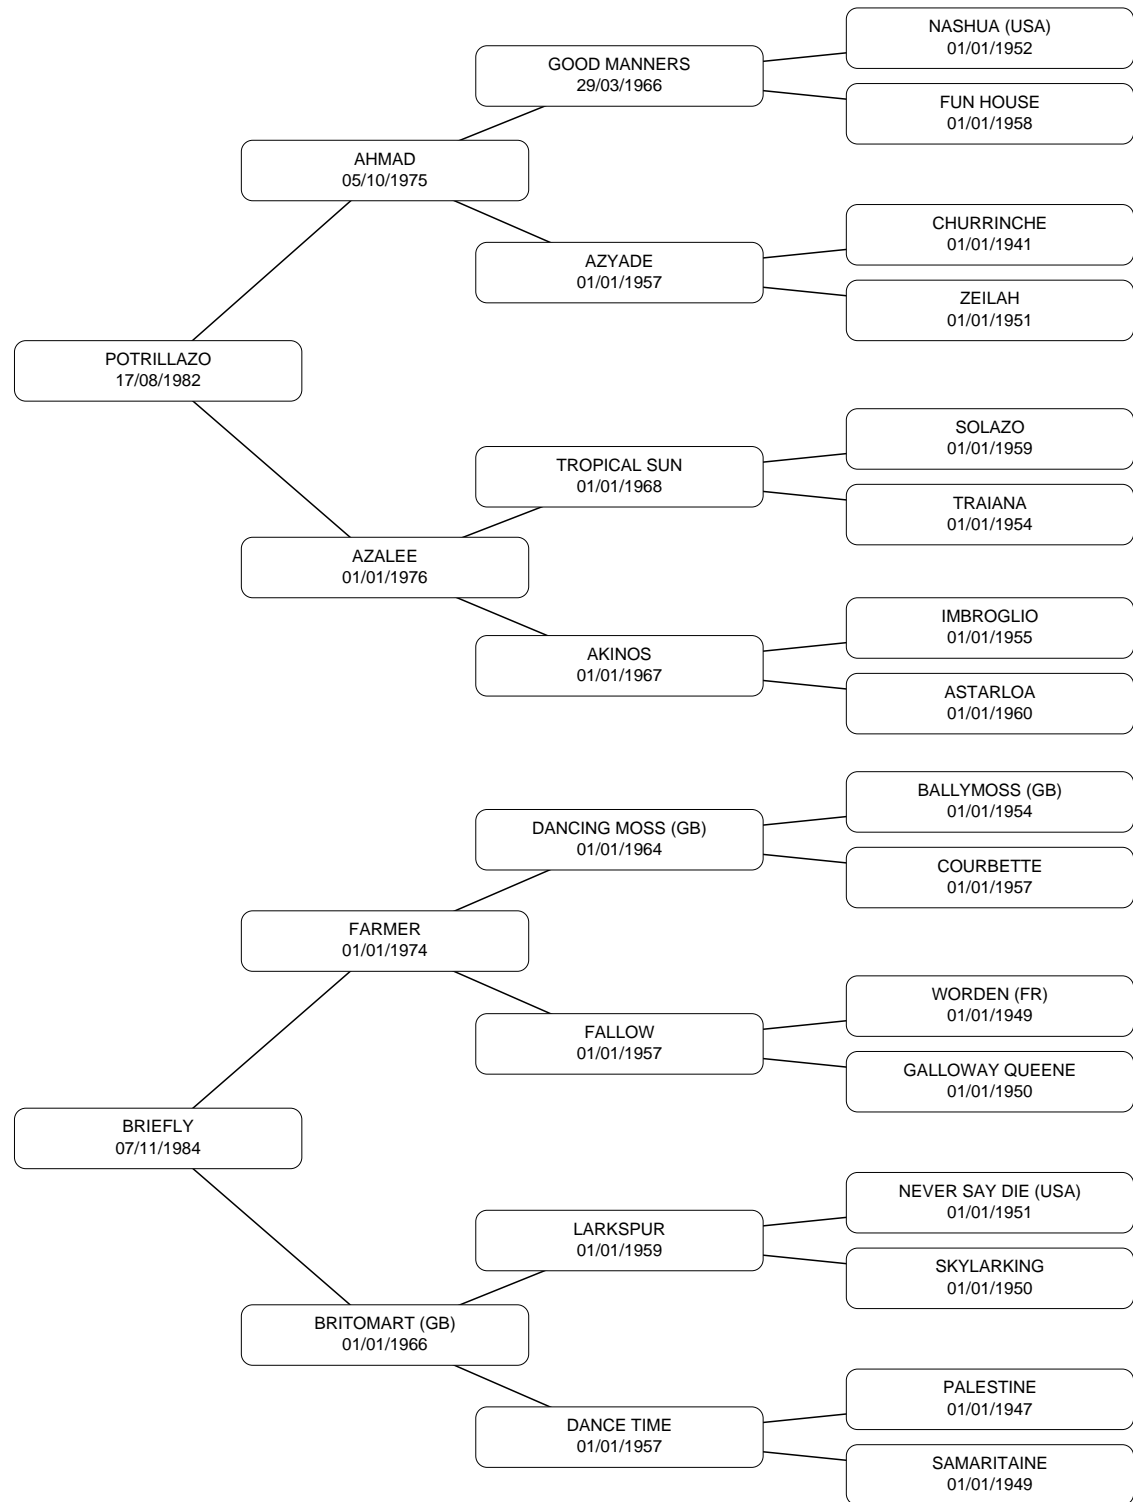 NASHUA (USA)
01/01/1952
GOOD MANNERS
29/03/1966
FUN HOUSE
01/01/1958
AHMAD
05/10/1975
CHURRINCHE
01/01/1941
AZYADE
01/01/1957
ZEILAH
01/01/1951
POTRILLAZO
17/08/1982
SOLAZO
01/01/1959
TROPICAL SUN
01/01/1968
TRAIANA
01/01/1954
AZALEE
01/01/1976
IMBROGLIO
01/01/1955
AKINOS
01/01/1967
ASTARLOA
01/01/1960
BALLYMOSS (GB)
01/01/1954
DANCING MOSS (GB)
01/01/1964
COURBETTE
01/01/1957
FARMER
01/01/1974
WORDEN (FR)
01/01/1949
FALLOW
01/01/1957
GALLOWAY QUEENE
01/01/1950
BRIEFLY
07/11/1984
NEVER SAY DIE (USA)
01/01/1951
LARKSPUR
01/01/1959
SKYLARKING
01/01/1950
BRITOMART (GB)
01/01/1966
PALESTINE
01/01/1947
DANCE TIME
01/01/1957
SAMARITAINE
01/01/1949